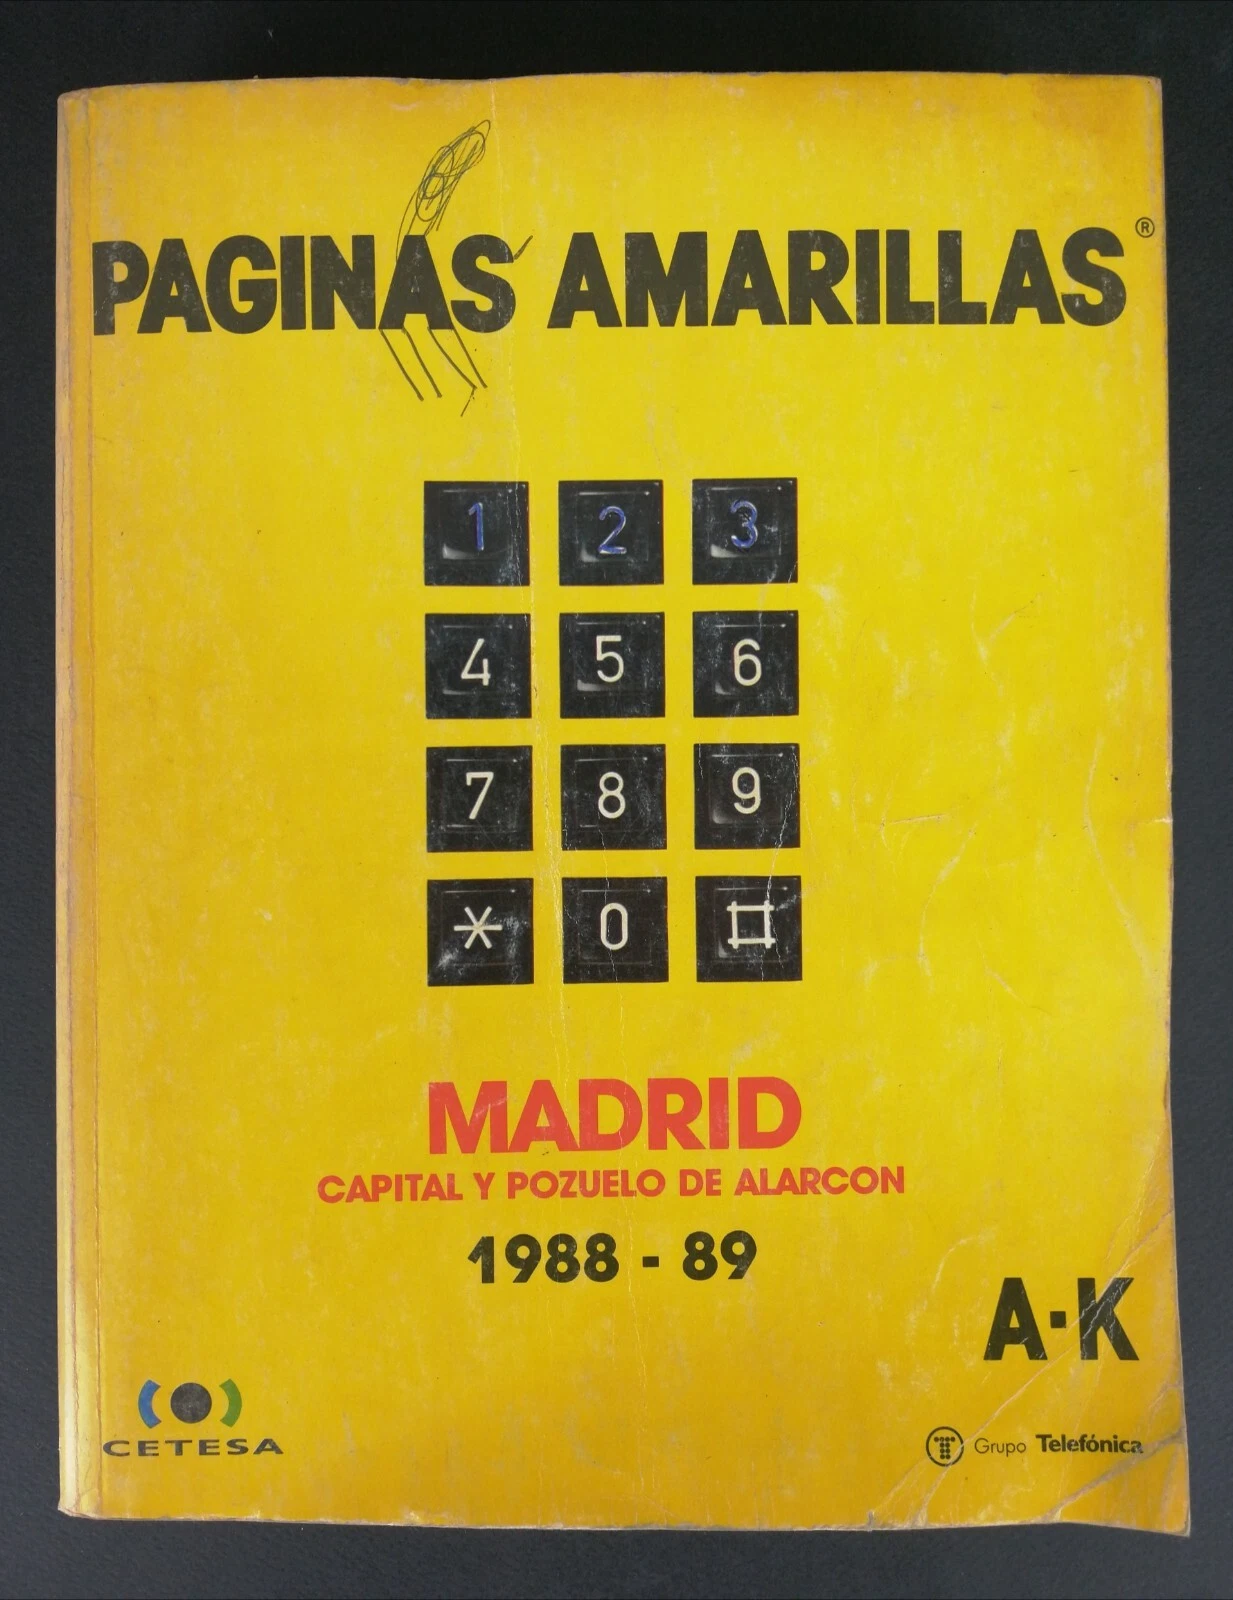 PAGINAS AMARILLAS®
1 2 3
4 5 6
7 8 9
* 0 #
MADRID
CAPITAL Y POZUELO DE ALARCON
1988 - 89
A·K
CETESA
T Grupo Telefónica